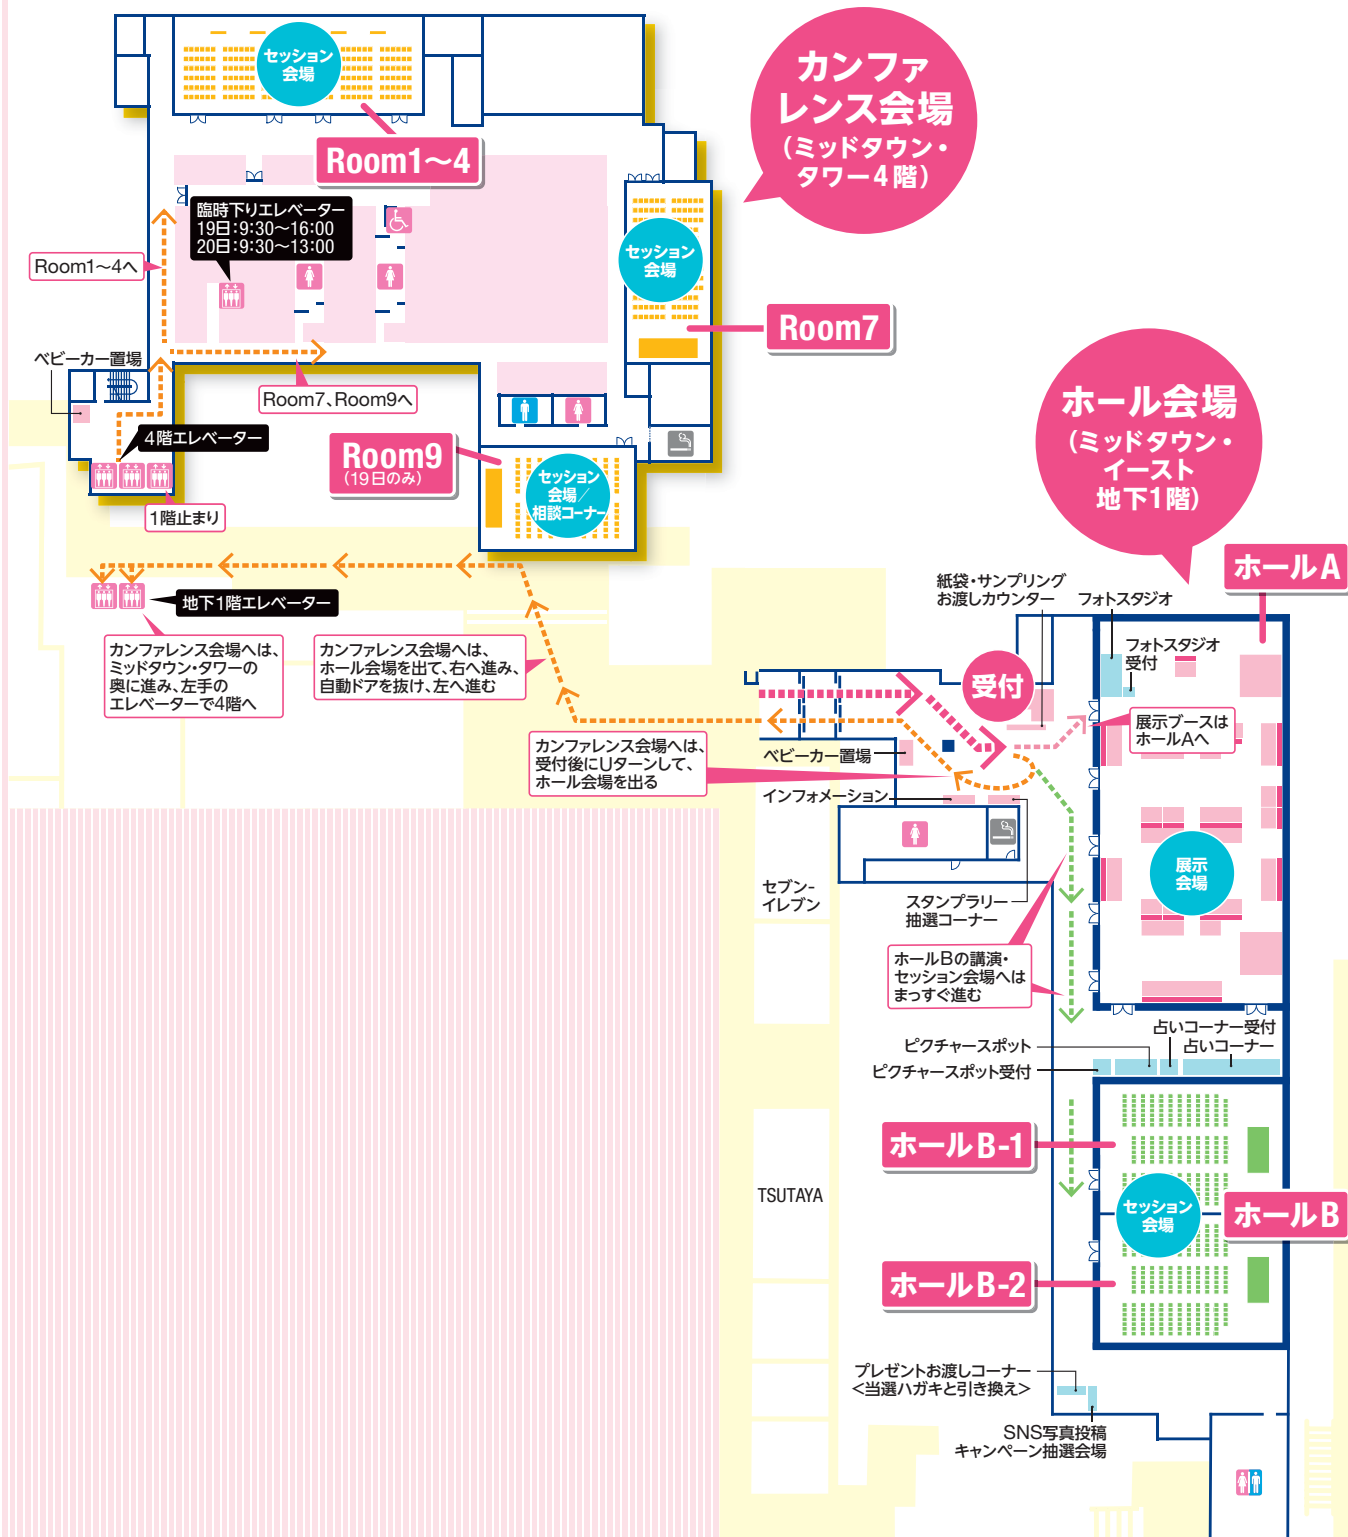 セッション
会場
カンファ
レンス会場
(ミッドタウン・
タワー4階)
Room1〜4
臨時下りエレベーター
19日:9:30〜16:00
20日:9:30〜13:00
Room1〜4へ
セッション
会場
Room7
ベビーカー置場
Room7、Room9へ
4階エレベーター
1階止まり
Room9
(19日のみ)
セッション
会場／
相談コーナー
ホール会場
(ミッドタウン・
イースト
地下1階)
ホールA
地下1階エレベーター
カンファレンス会場へは、
ミッドタウン・タワーの
奥に進み、左手の
エレベーターで4階へ
カンファレンス会場へは、
ホール会場を出て、右へ進み、
自動ドアを抜け、左へ進む
紙袋・サンプリング
お渡しカウンター
フォトスタジオ
フォトスタジオ
受付
受付
展示ブースは
ホールAへ
カンファレンス会場へは、
受付後にUターンして、
ホール会場を出る
ベビーカー置場
インフォメーション
セブン-
イレブン
スタンプラリー
抽選コーナー
展示
会場
ホールBの講演・
セッション会場へは
まっすぐ進む
占いコーナー受付
占いコーナー
ピクチャースポット
ピクチャースポット受付
ホールB-1
TSUTAYA
セッション
会場
ホールB
ホールB-2
プレゼントお渡しコーナー
＜当選ハガキと引き換え＞
SNS写真投稿
キャンペーン抽選会場